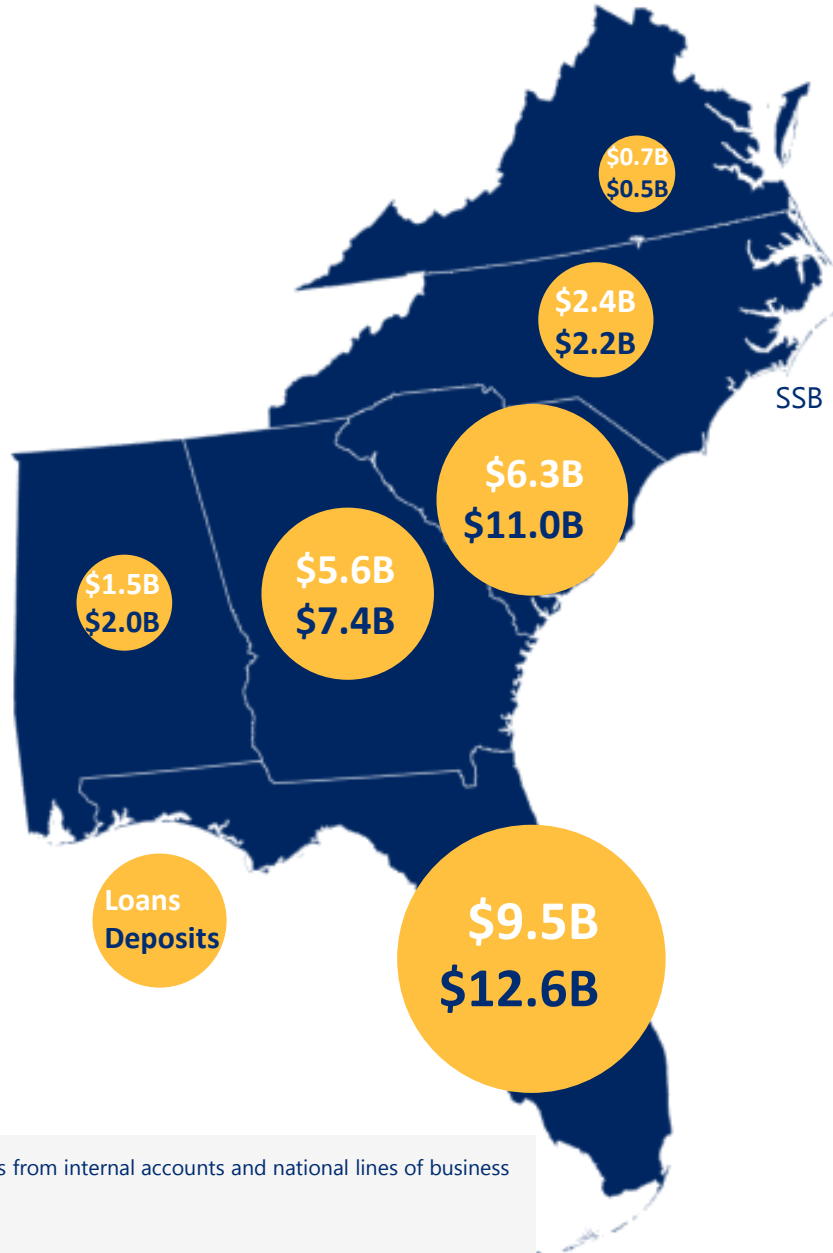 $0.7B
$0.5B
$2.4B
$2.2B
SSB
$6.3B
$11.0B
$5.6B
$7.4B
$1.5B
$2.0B
Loans
Deposits
$9.5B
$12.6B
from internal accounts and national lines of business